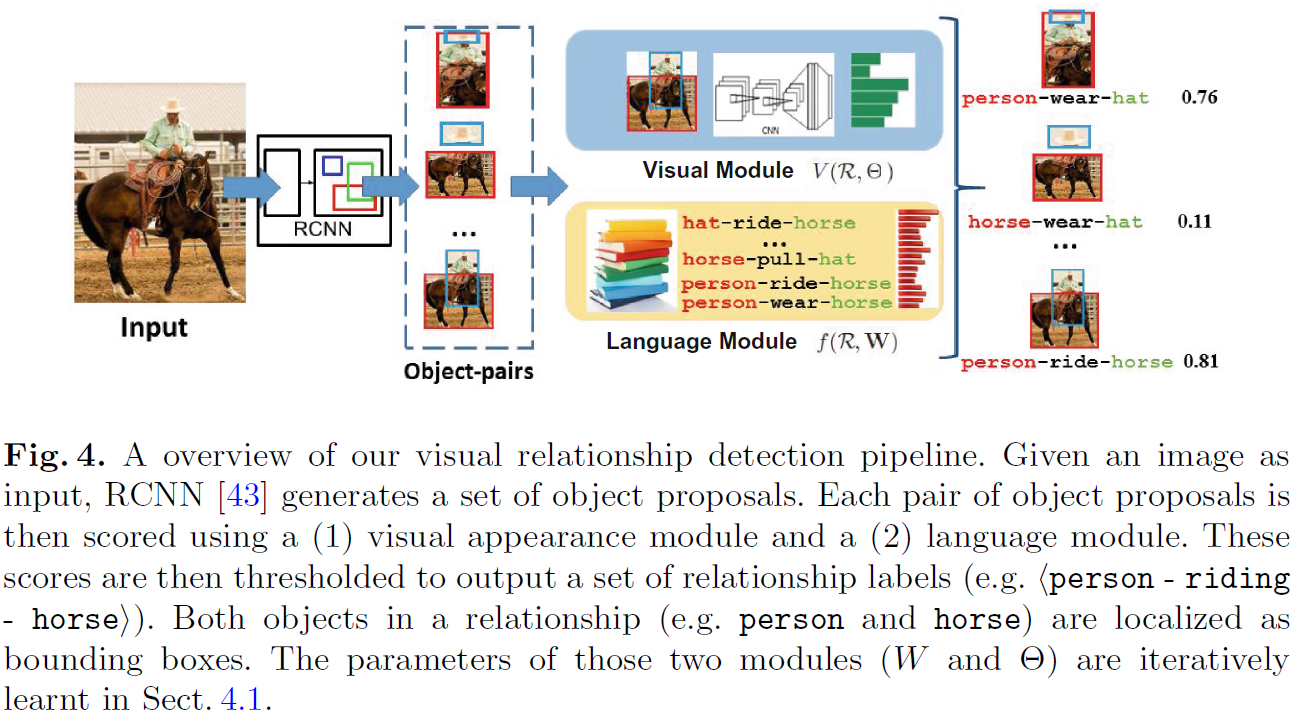 Input
RCNN
...
Object-pairs
CNN
Visual Module V(R, Θ)
hat-ride-horse
...
horse-pull-hat
person-ride-horse
person-wear-horse
Language Module f(R, W)
person-wear-hat 0.76
horse-wear-hat 0.11
...
person-ride-horse 0.81
Fig. 4. A overview of our visual relationship detection pipeline. Given an image as
input, RCNN [43] generates a set of object proposals. Each pair of object proposals is
then scored using a (1) visual appearance module and a (2) language module. These
scores are then thresholded to output a set of relationship labels (e.g. ⟨person - riding
- horse⟩). Both objects in a relationship (e.g. person and horse) are localized as
bounding boxes. The parameters of those two modules (W and Θ) are iteratively
learnt in Sect. 4.1.